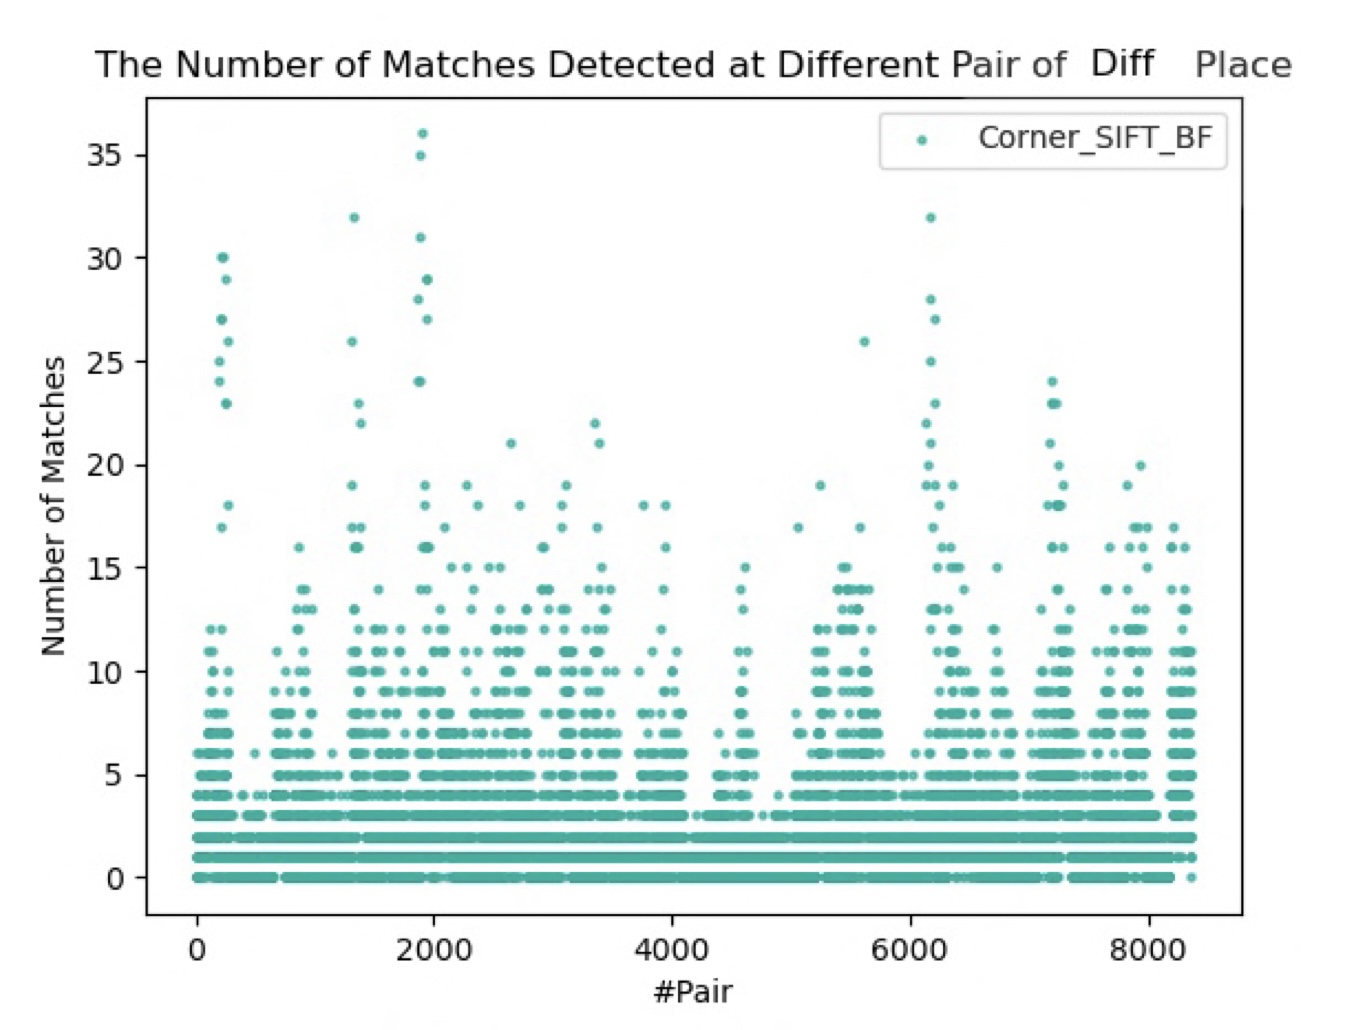 The Number of Matches Detected at Different Pair of Diff Place
Corner_SIFT_BF
35
30
25
20
15
10
5
0
Number of Matches
0 2000 4000 6000 8000
#Pair